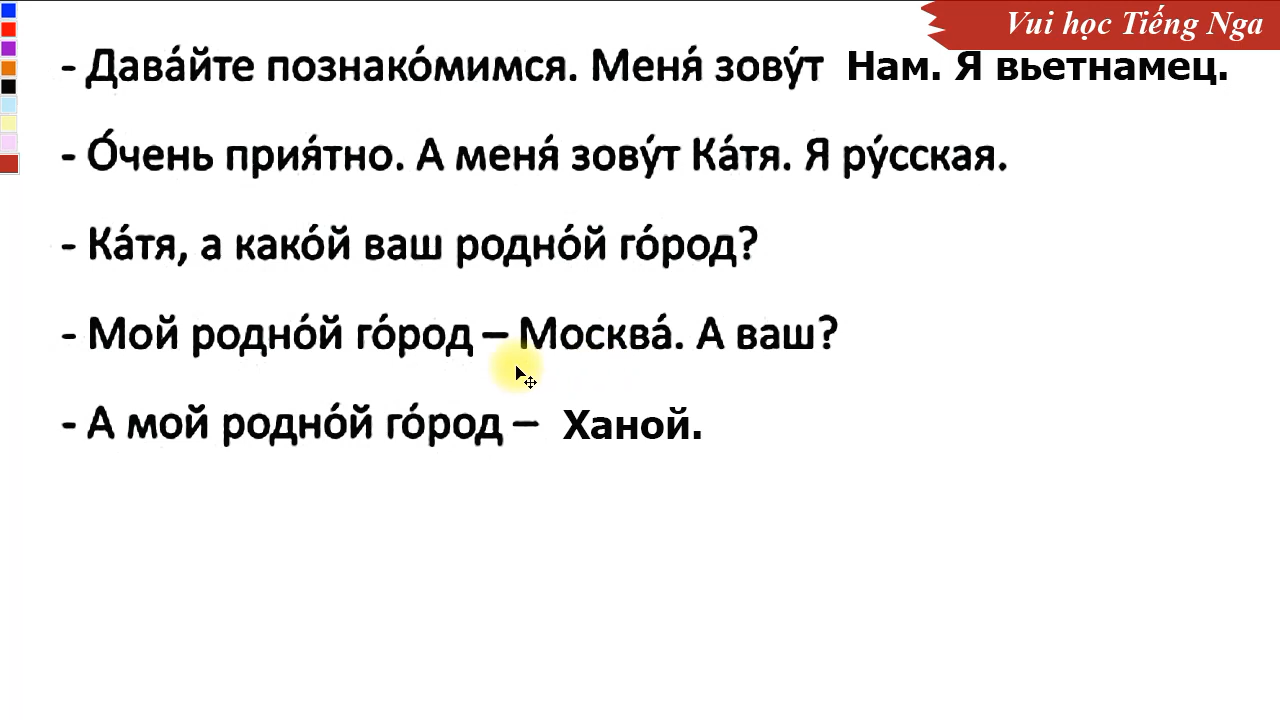 Vui học Tiếng Nga
- Дава́йте познако́мимся. Меня́ зову́т Нам. Я вьетнамец.
- О́чень прия́тно. А меня́ зову́т Ка́тя. Я ру́сская.
- Ка́тя, а како́й ваш родно́й го́род?
- Мой родно́й го́род – Москва́. А ваш?
- А мой родно́й го́род – Ханой.